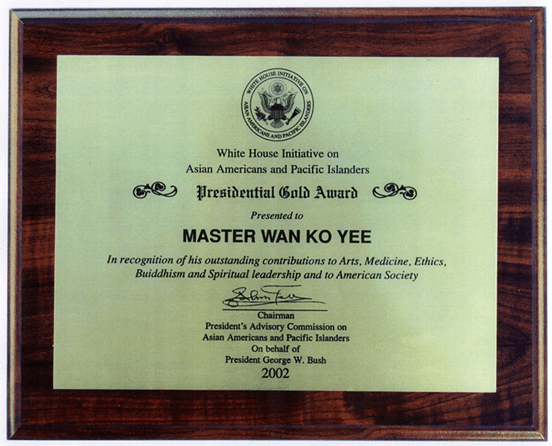 WHITE HOUSE INITIATIVE ON
ASIAN AMERICANS AND PACIFIC ISLANDERS
White House Initiative on
Asian Americans and Pacific Islanders
Presidential Gold Award
Presented to
MASTER WAN KO YEE
In recognition of his outstanding contributions to Arts, Medicine, Ethics,
Buiddhism and Spiritual leadership and to American Society
Chairman
President's Advisory Commission on
Asian Americans and Pacific Islanders
On behalf of
President George W. Bush
2002